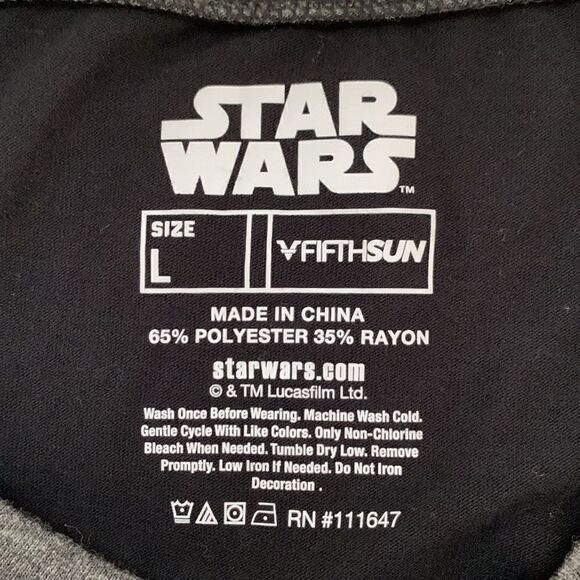 STAR
WARS™
SIZE
L
FIFTHSUN
MADE IN CHINA
65% POLYESTER 35% RAYON
starwars.com
© & TM Lucasfilm Ltd.
Wash Once Before Wearing. Machine Wash Cold.
Gentle Cycle With Like Colors. Only Non-Chlorine
Bleach When Needed. Tumble Dry Low. Remove
Promptly. Low Iron If Needed. Do Not Iron
Decoration .
RN #111647